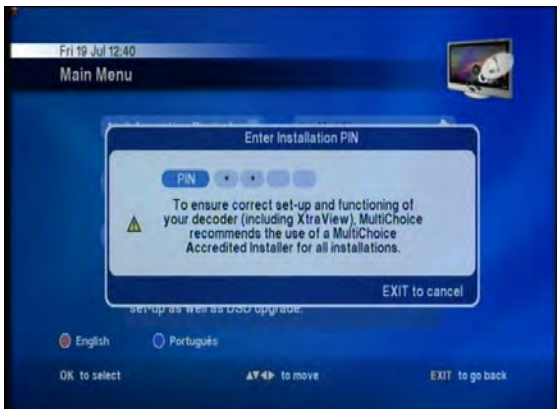 Fri 19 Jul 12:40
Main Menu
Enter Installation PIN
PIN * *
To ensure correct set-up and functioning of
your decoder (including XtraView), MultiChoice
recommends the use of a MultiChoice
Accredited Installer for all installations.
EXIT to cancel
set-up as well as DSD upgrade.
English
Português
OK to select
▲▼◀▶ to move
EXIT to go back